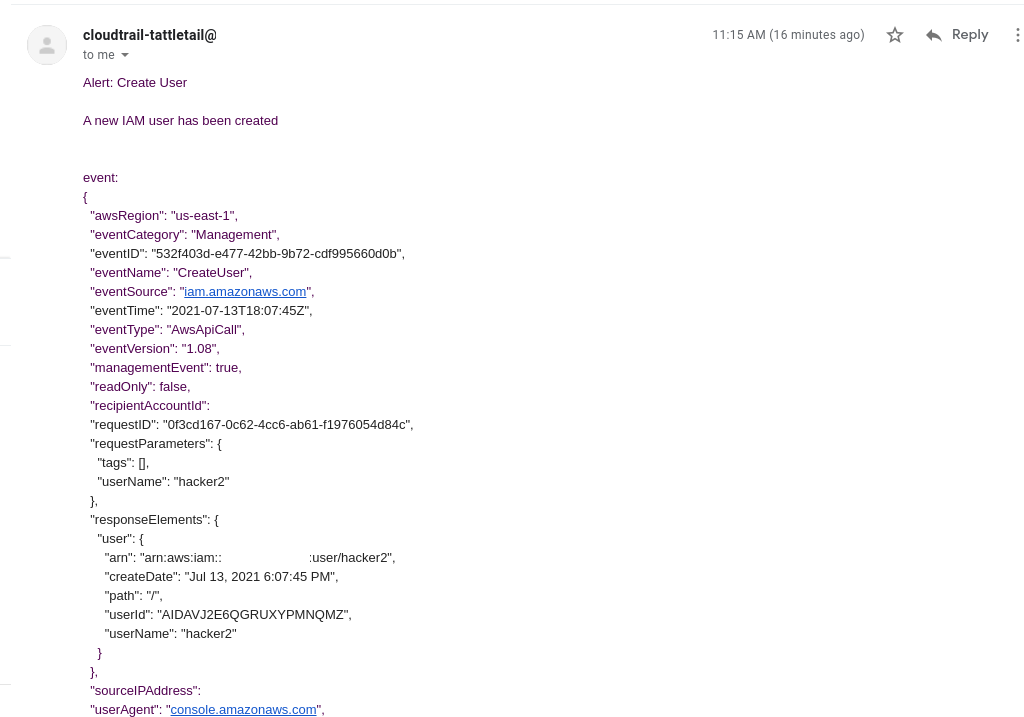 cloudtrail-tattletail@
11:15 AM (16 minutes ago)
Reply
to me
Alert: Create User
A new IAM user has been created
event:
{
"awsRegion": "us-east-1",
"eventCategory": "Management",
"eventID": "532f403d-e477-42bb-9b72-cdf995660d0b",
"eventName": "CreateUser",
"eventSource": "iam.amazonaws.com",
"eventTime": "2021-07-13T18:07:45Z",
"eventType": "AwsApiCall",
"eventVersion": "1.08",
"managementEvent": true,
"readOnly": false,
"recipientAccountId":
"requestID": "0f3cd167-0c62-4cc6-ab61-f1976054d84c",
"requestParameters": {
"tags": [],
"userName": "hacker2"
},
"responseElements": {
"user": {
"arn": "arn:aws:iam:: :user/hacker2",
"createDate": "Jul 13, 2021 6:07:45 PM",
"path": "/",
"userId": "AIDAVJ2E6QGRUXYPMNQMZ",
"userName": "hacker2"
}
},
"sourceIPAddress":
"userAgent": "console.amazonaws.com",